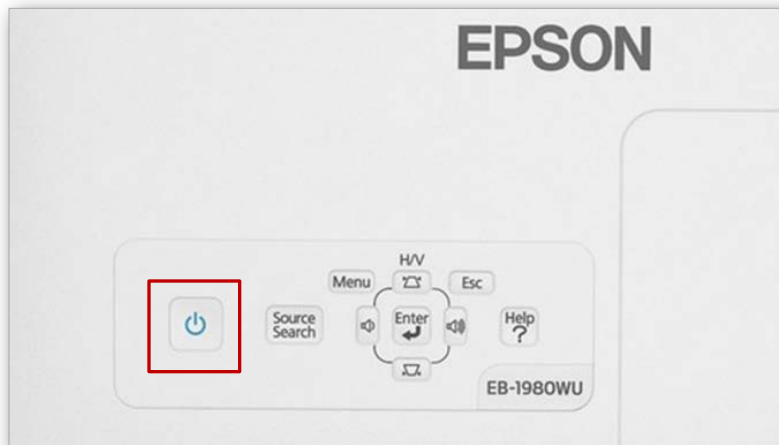 EPSON
H/V
Menu
Esc
Source
Search
Enter
Help
?
EB-1980WU